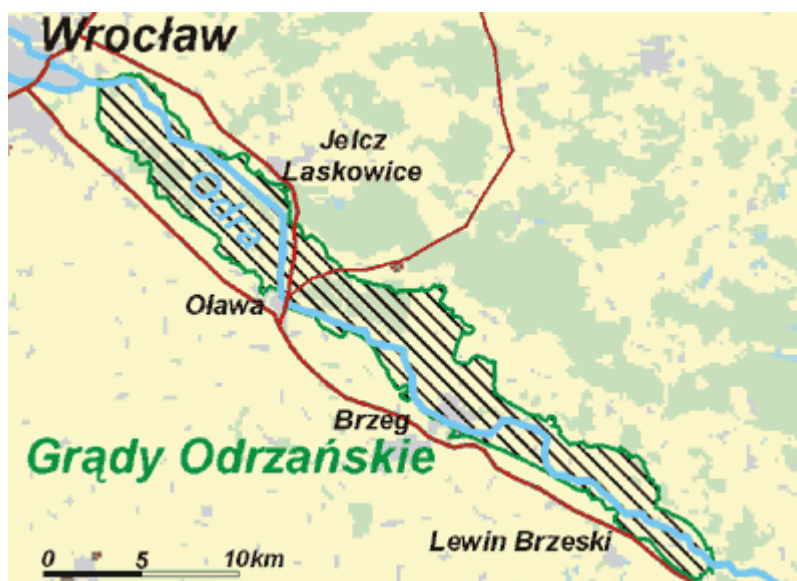 Wrocław
Jelcz
Laskowice
Odra
Oława
Brzeg
Grądy Odrzańskie
Lewin Brzeski
0 5 10km